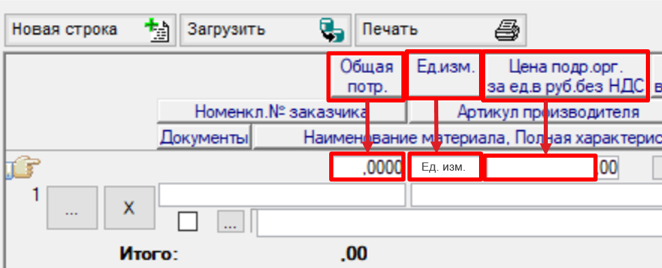 Новая строка Загрузить Печать
Общая Ед.изм. Цена подр.орг.
потр. за ед.в руб.без НДС
Номенкл.№ заказчика Артикул производителя
Документы Наименование материала, Полная характерис
.0000 Ед. изм. .00
1 ... X
...
Итого: .00